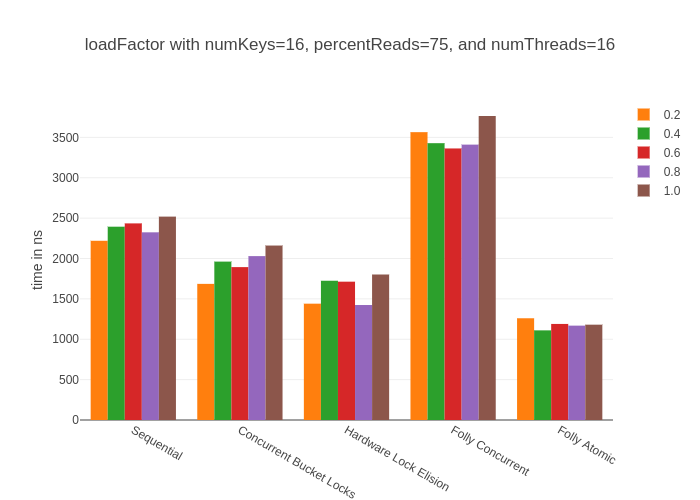 loadFactor with numKeys=16, percentReads=75, and numThreads=16
0.2
0.4
0.6
0.8
1.0
time in ns
3500
3000
2500
2000
1500
1000
500
0
Sequential
Concurrent Bucket Locks
Hardware Lock Elision
Folly Concurrent
Folly Atomic